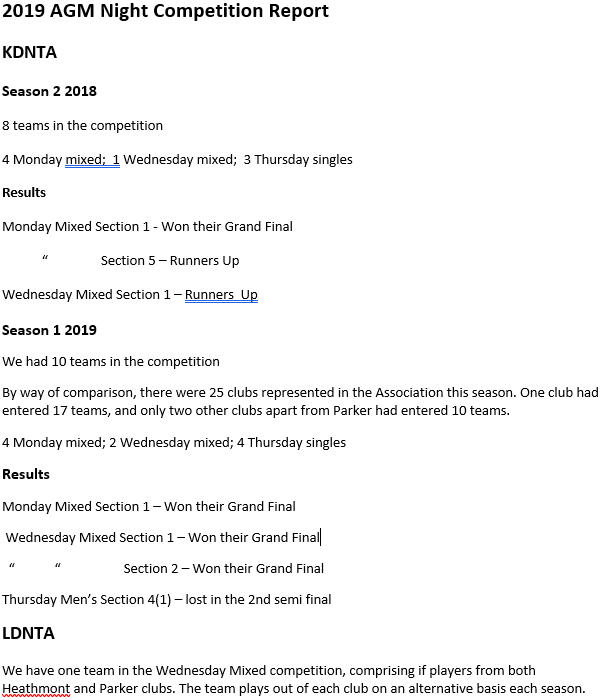 2019 AGM Night Competition Report
KDNTA
Season 2 2018
8 teams in the competition
4 Monday mixed;  1 Wednesday mixed;  3 Thursday singles
Results
Monday Mixed Section 1 - Won their Grand Final
“ Section 5 – Runners Up
Wednesday Mixed Section 1 – Runners  Up
Season 1 2019
We had 10 teams in the competition
By way of comparison, there were 25 clubs represented in the Association this season. One club had
entered 17 teams, and only two other clubs apart from Parker had entered 10 teams.
4 Monday mixed; 2 Wednesday mixed; 4 Thursday singles
Results
Monday Mixed Section 1 – Won their Grand Final
Wednesday Mixed Section 1 – Won their Grand Final
“ “ Section 2 – Won their Grand Final
Thursday Men’s Section 4(1) – lost in the 2nd semi final
LDNTA
We have one team in the Wednesday Mixed competition, comprising if players from both
Heathmont and Parker clubs. The team plays out of each club on an alternative basis each season.